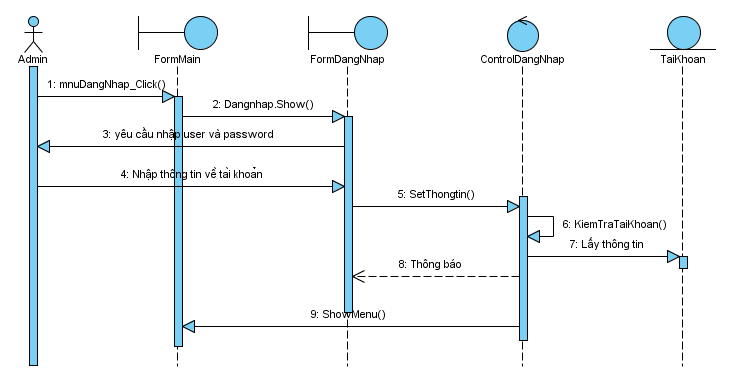 Admin
FormMain
FormDangNhap
ControlDangNhap
TaiKhoan
1: mnuDangNhap_Click()
2: Dangnhap.Show()
3: yêu cầu nhập user và password
4: Nhập thông tin về tài khoản
5: SetThongtin()
6: KiemTraTaiKhoan()
7: Lấy thông tin
8: Thông báo
9: ShowMenu()